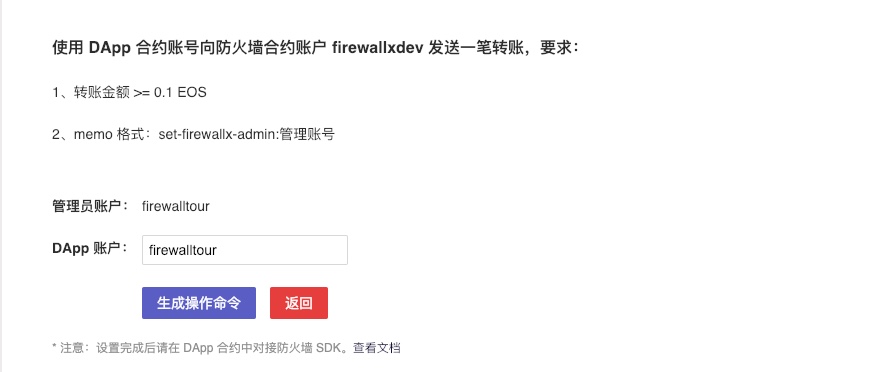 使用 DApp 合约账号向防火墙合约账户 firewallxdev 发送一笔转账，要求：
1、转账金额 >= 0.1 EOS
2、memo 格式：set-firewallx-admin:管理账号
管理员账户： firewalltour
DApp 账户： firewalltour
生成操作命令 返回
* 注意：设置完成后请在 DApp 合约中对接防火墙 SDK。查看文档